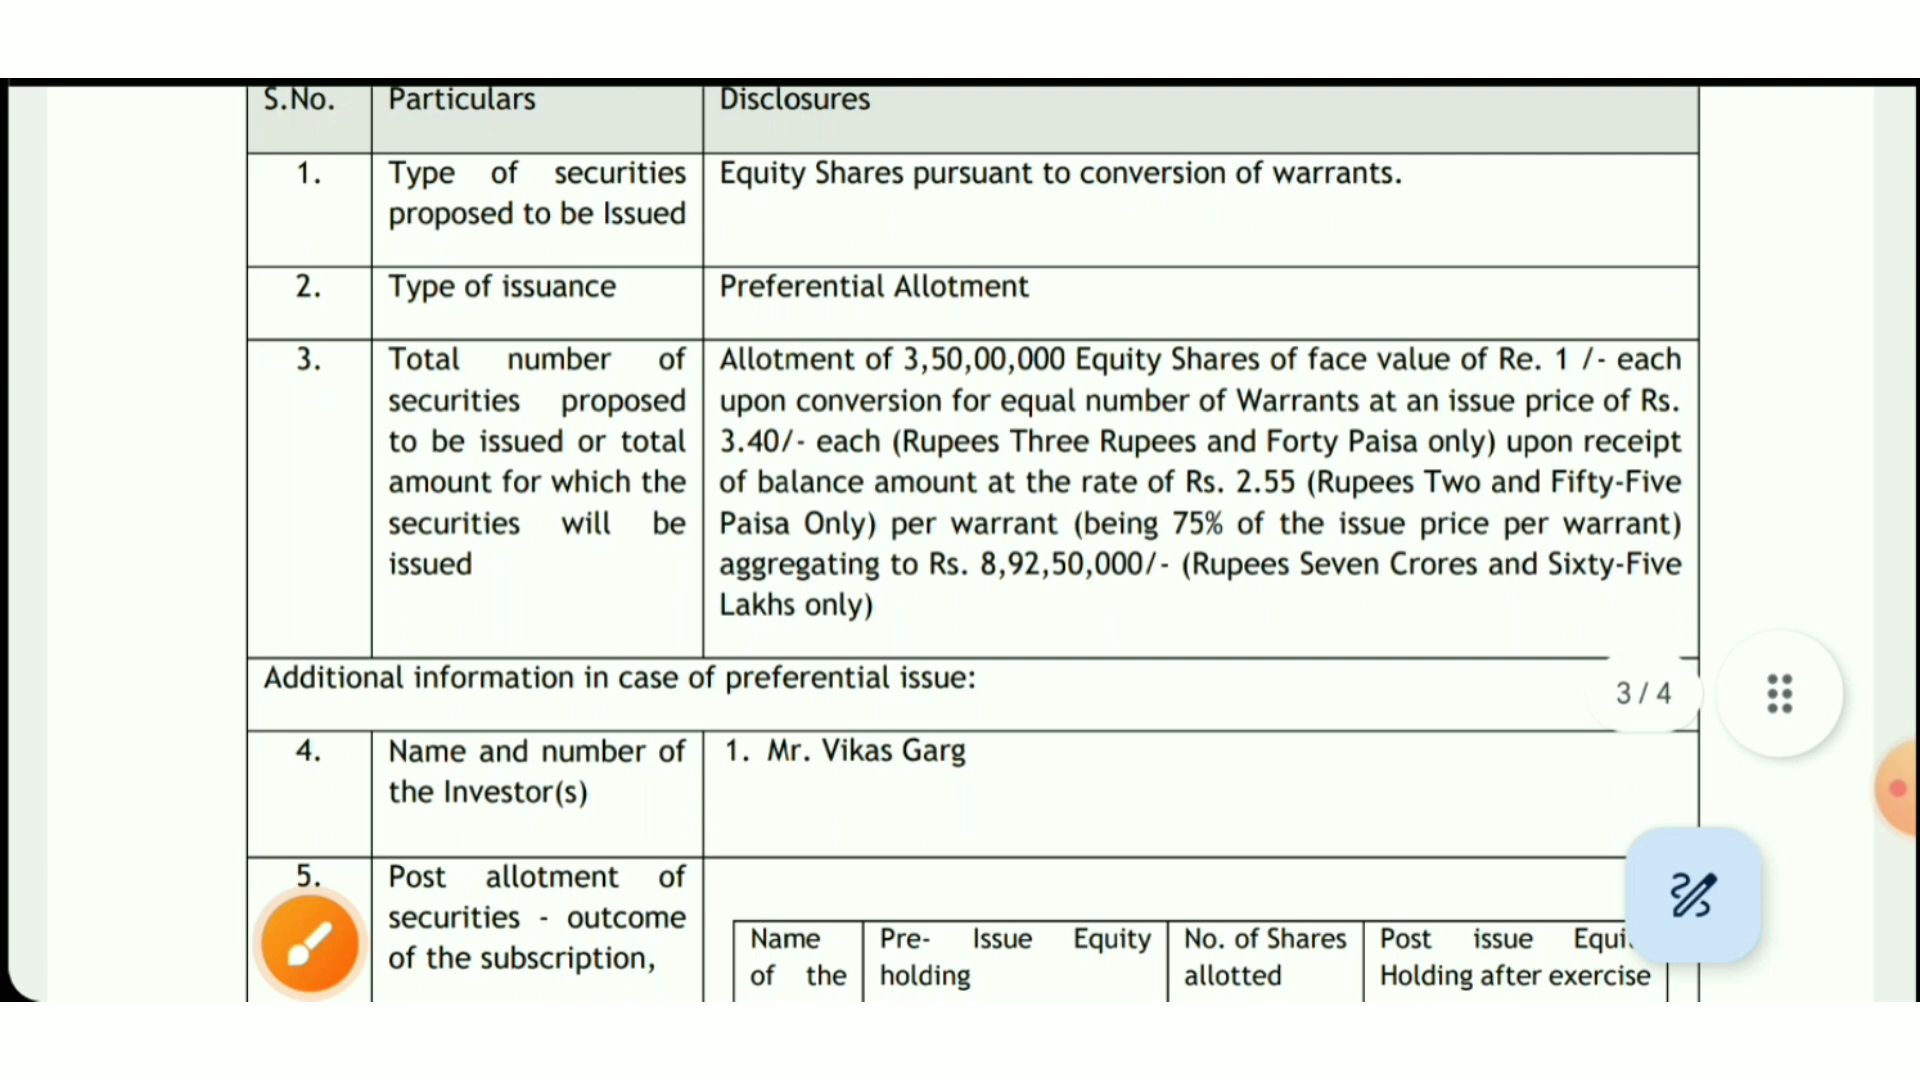 S.No. Particulars Disclosures
1. Type of securities proposed to be Issued
Equity Shares pursuant to conversion of warrants.
2. Type of issuance
Preferential Allotment
3. Total number of
securities proposed
to be issued or total
amount for which the
securities will be
issued
Allotment of 3,50,00,000 Equity Shares of face value of Re. 1 /- each
upon conversion for equal number of Warrants at an issue price of Rs.
3.40/- each (Rupees Three Rupees and Forty Paisa only) upon receipt
of balance amount at the rate of Rs. 2.55 (Rupees Two and Fifty-Five
Paisa Only) per warrant (being 75% of the issue price per warrant)
aggregating to Rs. 8,92,50,000/- (Rupees Seven Crores and Sixty-Five
Lakhs only)
Additional information in case of preferential issue:
3 / 4
4. Name and number of
the Investor(s)
1. Mr. Vikas Garg
5. Post allotment of
securities - outcome
of the subscription,
Name
of the
Pre- Issue Equity
holding
No. of Shares
allotted
Post issue
Holding after exercise